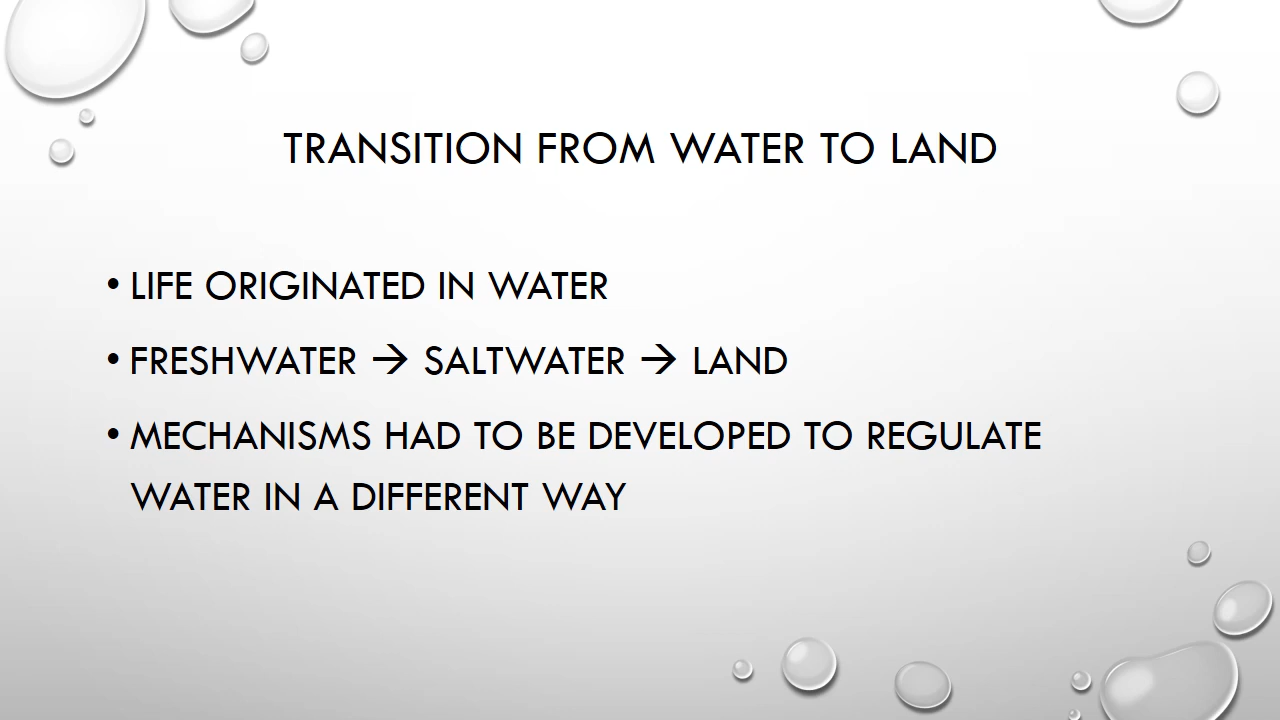 TRANSITION FROM WATER TO LAND
• LIFE ORIGINATED IN WATER
• FRESHWATER → SALTWATER → LAND
• MECHANISMS HAD TO BE DEVELOPED TO REGULATE
WATER IN A DIFFERENT WAY